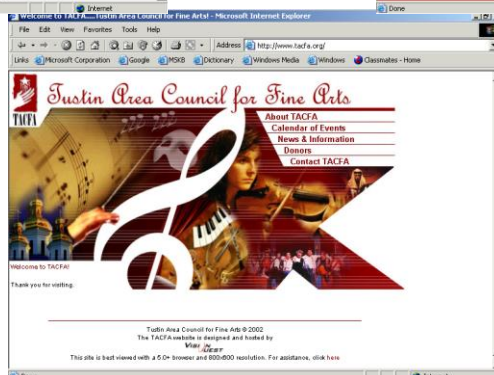 Internet
Done
Welcome to TACFA.....Tustin Area Council for Fine Arts! - Microsoft Internet Explorer
File Edit View Favorites Tools Help
Address http://www.tacfa.org/
Links Microsoft Corporation Google MSKB Dictionary Windows Media Windows Classmates - Home
TACFA
Tustin Area Council for Fine Arts
About TACFA
Calendar of Events
News & Information
Donors
Contact TACFA
Welcome to TACFA!
Thank you for visiting.
Tustin Area Council for Fine Arts © 2002
The TACFA website is designed and hosted by
This site is best viewed with a 5.0+ browser and 800x600 resolution. For assistance, click here